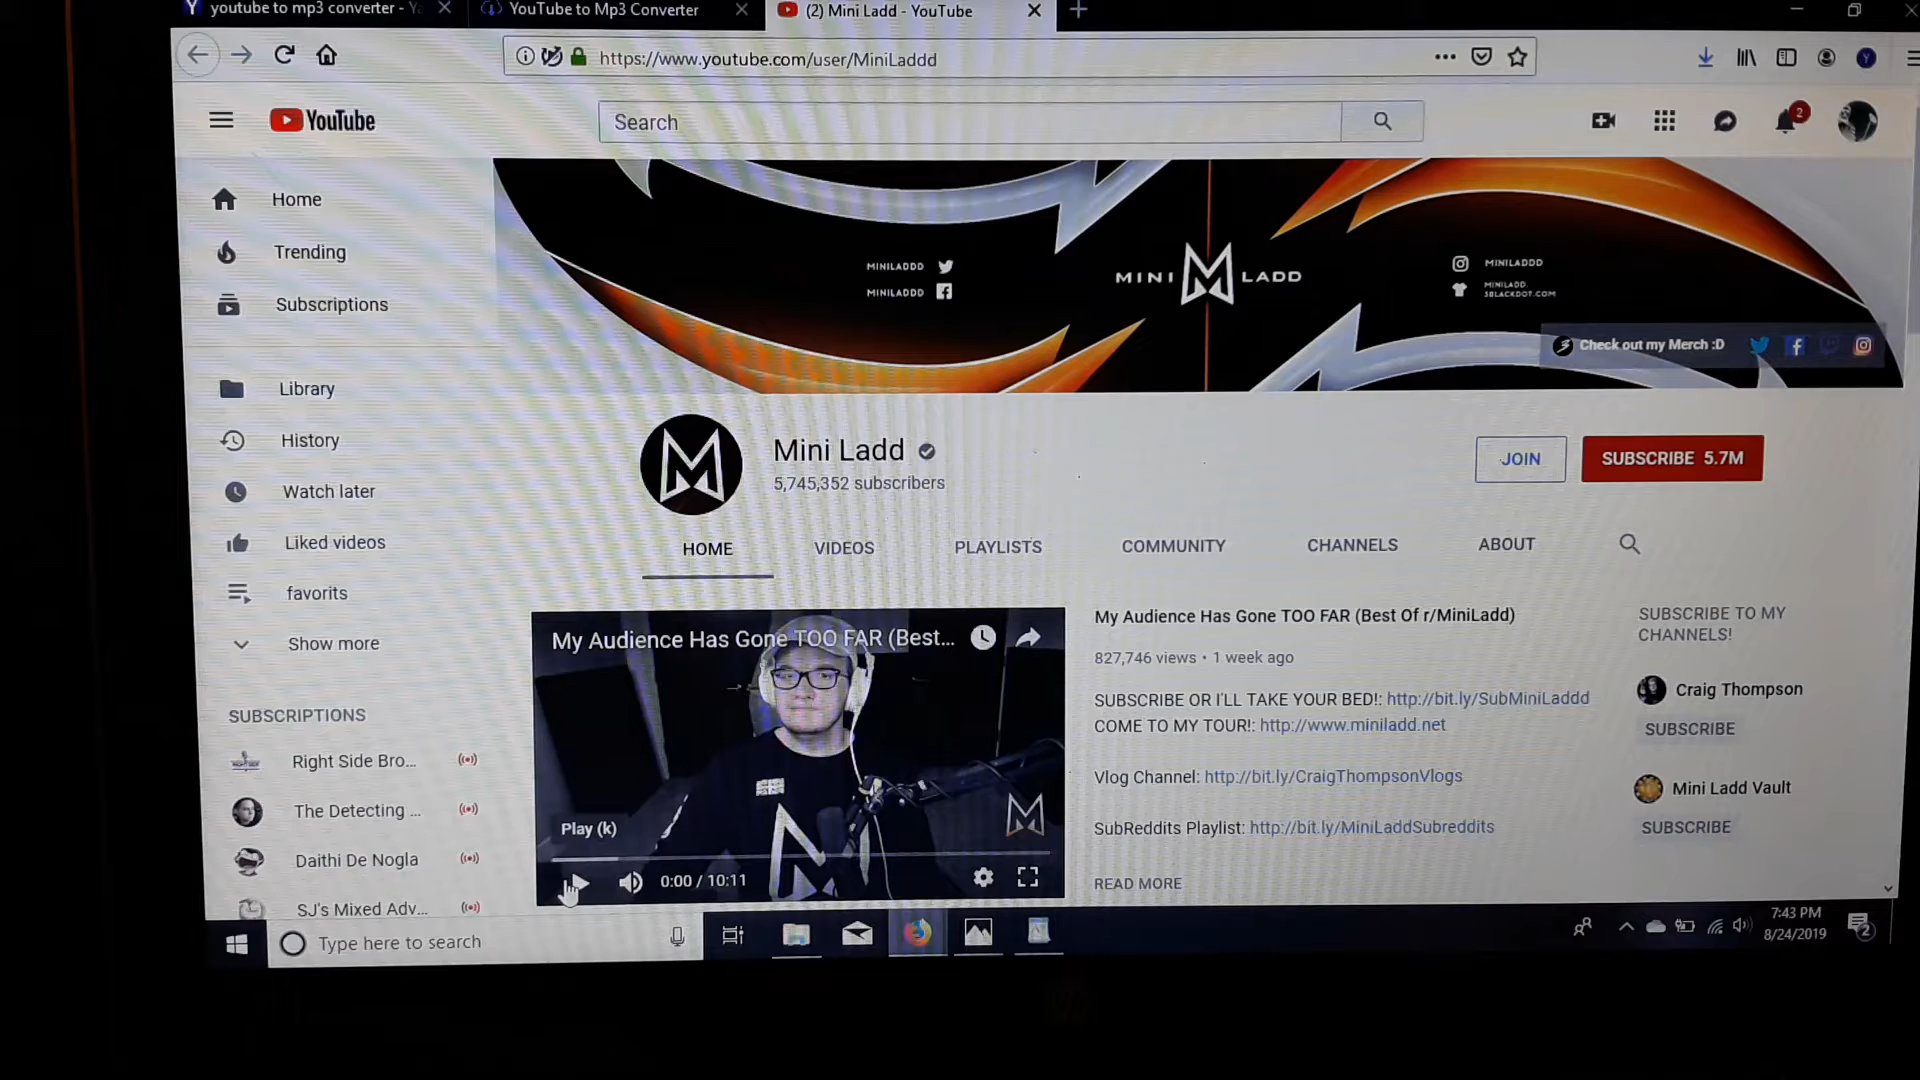 youtube to mp3 converter -
YouTube to Mp3 Converter
(2) Mini Ladd - YouTube
https://www.youtube.com/user/MiniLaddd
Y
YouTube
Search
2
Home
Trending
Subscriptions
Library
History
Watch later
Liked videos
favorits
Show more
SUBSCRIPTIONS
Right Side Bro...
The Detecting ...
Daithi De Nogla
SJ's Mixed Adv...
MINILADDD
MINILADDD
MINI LADD
MINILADDD
MINILADD.
3BLACKDOT.COM
Check out my Merch :D
Mini Ladd
5,745,352 subscribers
JOIN
SUBSCRIBE 5.7M
HOME
VIDEOS
PLAYLISTS
COMMUNITY
CHANNELS
ABOUT
My Audience Has Gone TOO FAR (Best...
Play (k)
0:00 / 10:11
My Audience Has Gone TOO FAR (Best Of r/MiniLadd)
827,746 views • 1 week ago
SUBSCRIBE OR I'LL TAKE YOUR BED!: http://bit.ly/SubMiniLaddd
COME TO MY TOUR!: http://www.miniladd.net
Vlog Channel: http://bit.ly/CraigThompsonVlogs
SubReddits Playlist: http://bit.ly/MiniLaddSubreddits
READ MORE
SUBSCRIBE TO MY
CHANNELS!
Craig Thompson
SUBSCRIBE
Mini Ladd Vault
SUBSCRIBE
Type here to search
7:43 PM
8/24/2019
2